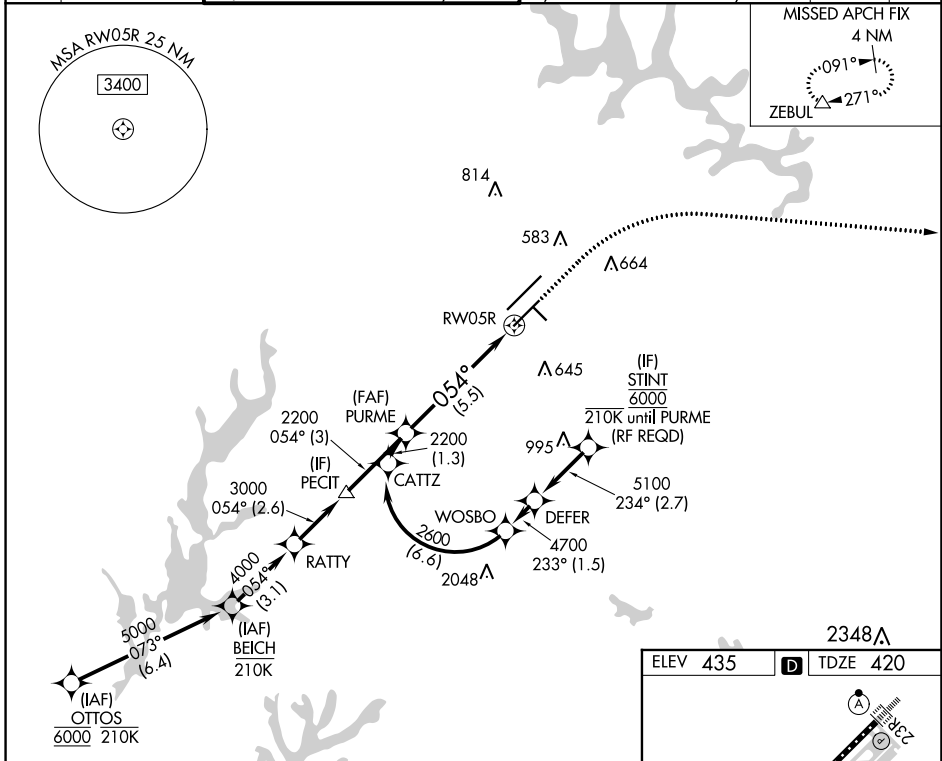 MSA RW05R 25 NM
3400
MISSED APCH FIX
4 NM
091°
271°
ZEBUL
814
583
664
RW05R
645
(IF)
STINT
6000
210K until PURME
(RF REQD)
995
054°
(5.5)
(FAF)
PURME
2200
054° (3)
2200
(1.3)
(IF)
PECIT
CATTZ
5100
234° (2.7)
3000
054° (2.6)
WOSBO
DEFER
2600
(6.6)
4700
233° (1.5)
RATTY
2048
4000
054°
(3.1)
(IAF)
BEICH
210K
5000
073°
(6.4)
(IAF)
OTTOS
6000 210K
2348
ELEV 435
D
TDZE 420
A
P
23R